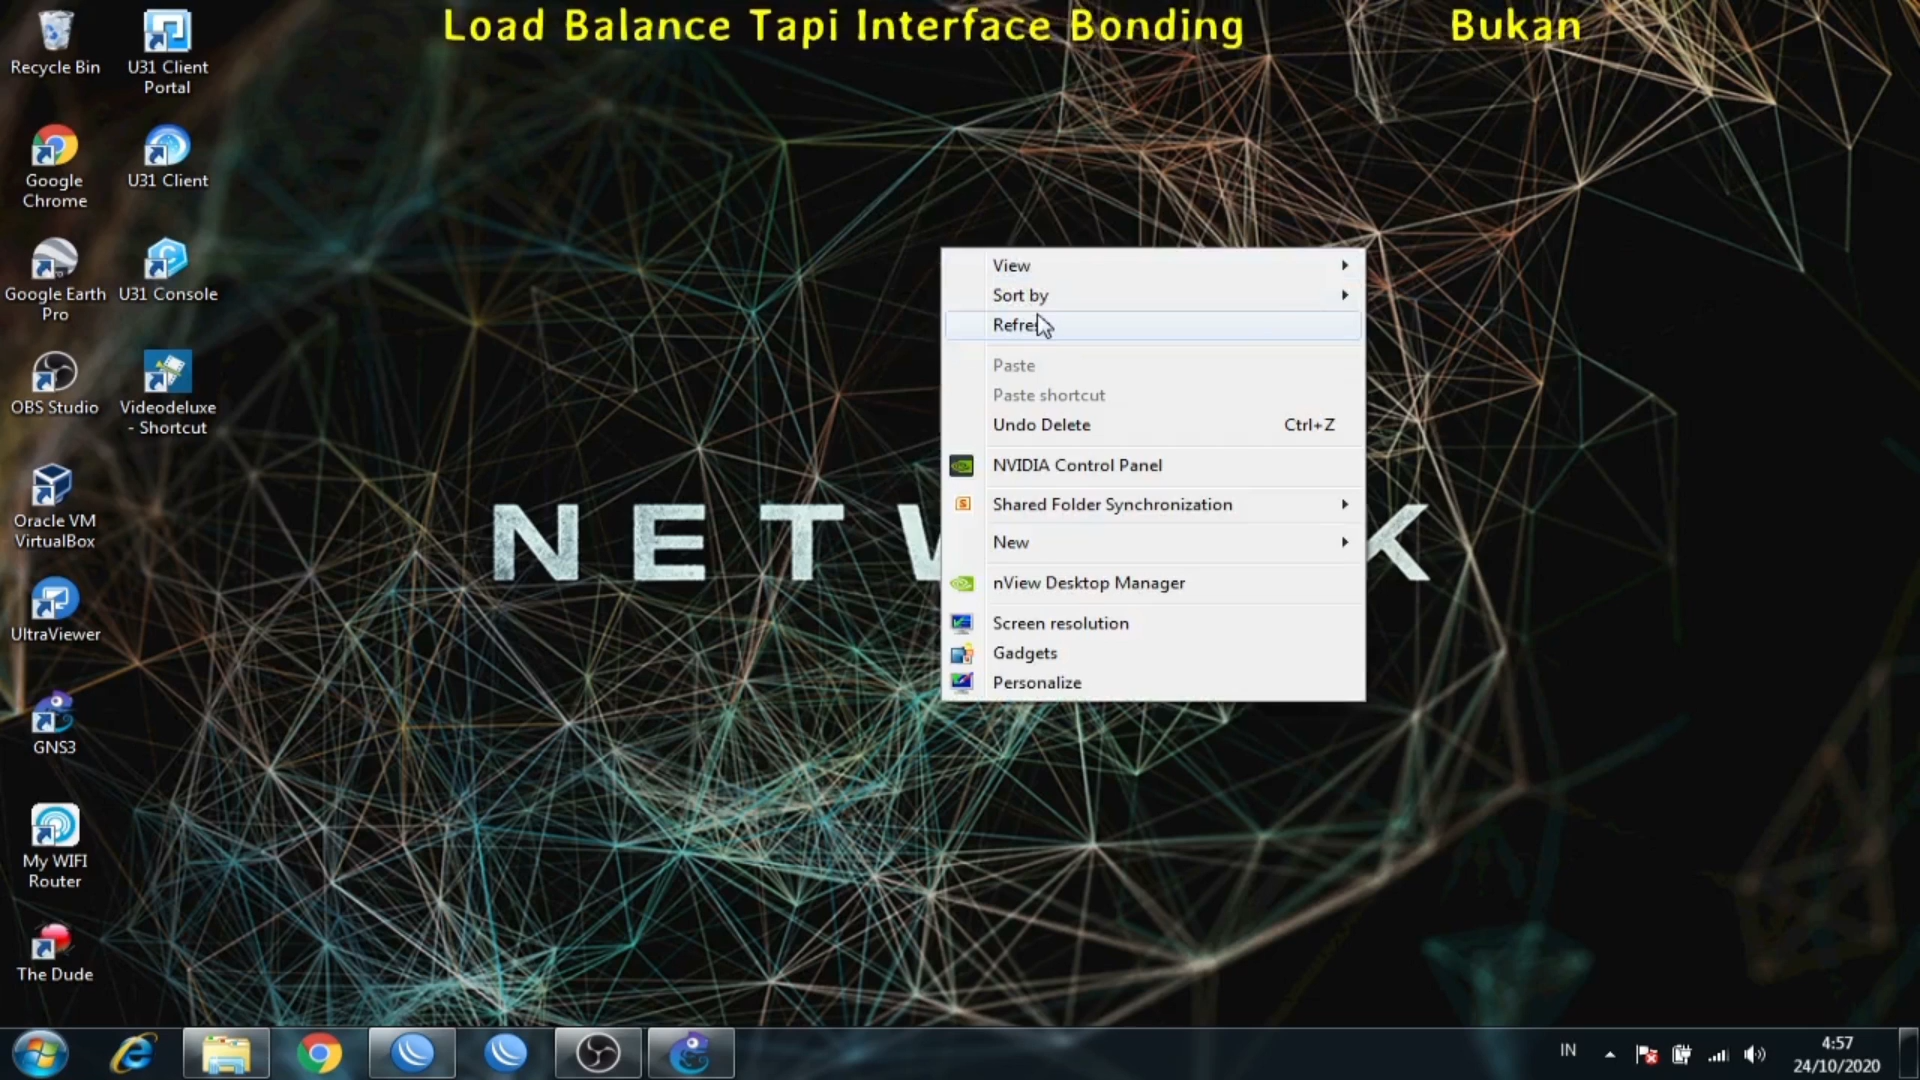 Load Balance Tapi Interface Bonding
Bukan
Recycle Bin
U31 Client
Portal
Google
Chrome
U31 Client
Google Earth
Pro
U31 Console
OBS Studio
Videodeluxe
- Shortcut
Oracle VM
VirtualBox
UltraViewer
GNS3
My WIFI
Router
The Dude
View
Sort by
Refresh
Paste
Paste shortcut
Undo Delete Ctrl+Z
NVIDIA Control Panel
Shared Folder Synchronization
New
nView Desktop Manager
Screen resolution
Gadgets
Personalize
IN
4:57
24/10/2020